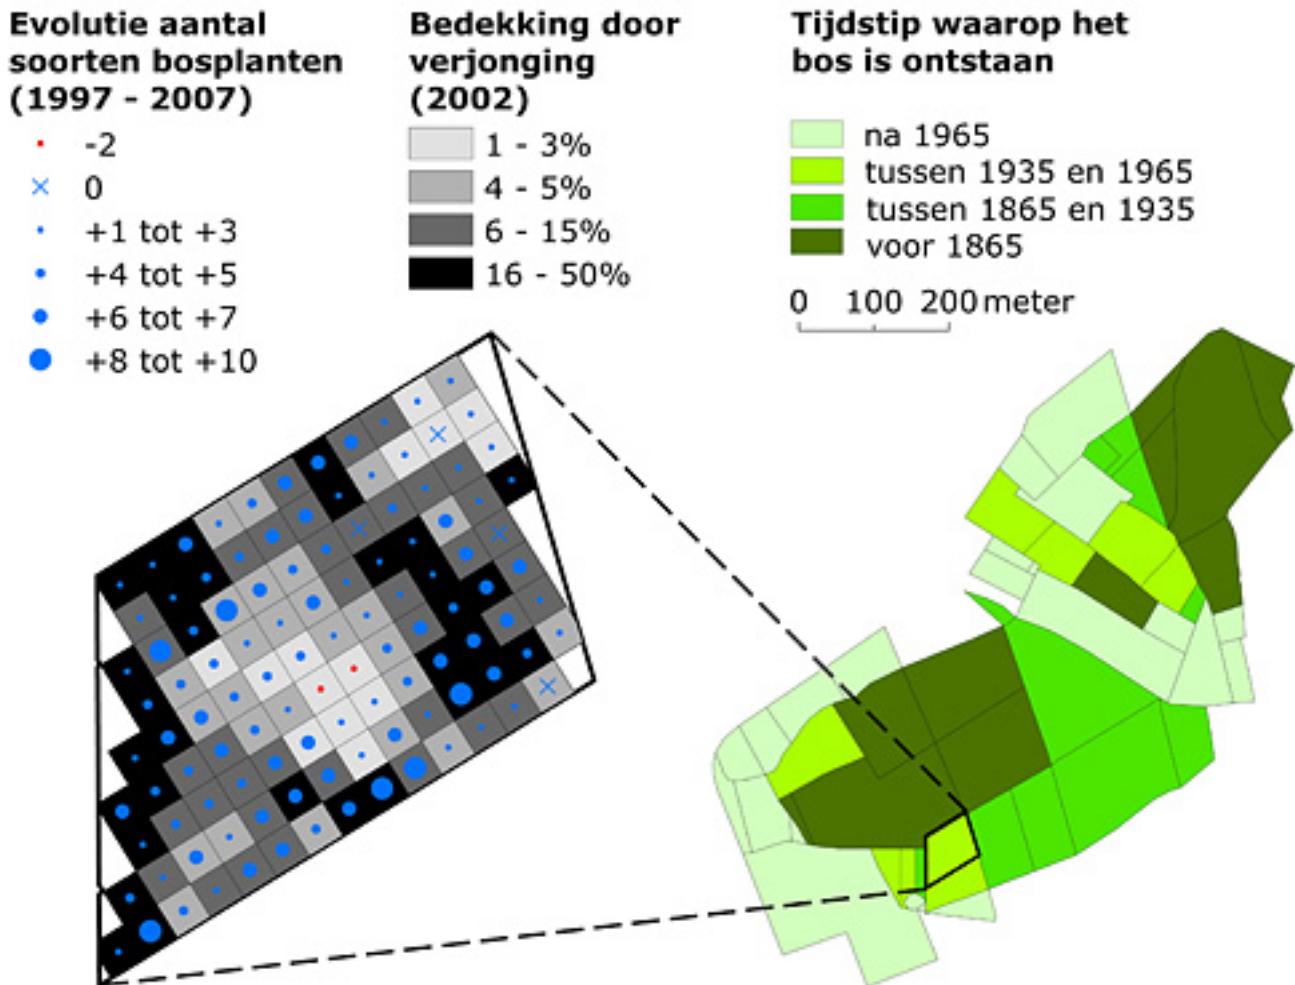 Evolutie aantal
soorten bosplanten
(1997 - 2007)
-2
0
+1 tot +3
+4 tot +5
+6 tot +7
+8 tot +10
Bedekking door
verjonging
(2002)
1 - 3%
4 - 5%
6 - 15%
16 - 50%
Tijdstip waarop het
bos is ontstaan
na 1965
tussen 1935 en 1965
tussen 1865 en 1935
voor 1865
0 100 200 meter